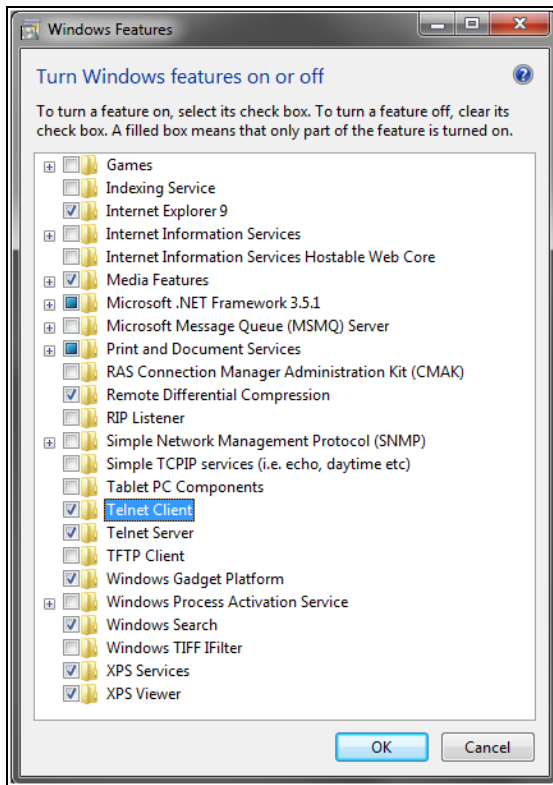 Windows Features
Turn Windows features on or off
To turn a feature on, select its check box. To turn a feature off, clear its
check box. A filled box means that only part of the feature is turned on.
Games
Indexing Service
Internet Explorer 9
Internet Information Services
Internet Information Services Hostable Web Core
Media Features
Microsoft .NET Framework 3.5.1
Microsoft Message Queue (MSMQ) Server
Print and Document Services
RAS Connection Manager Administration Kit (CMAK)
Remote Differential Compression
RIP Listener
Simple Network Management Protocol (SNMP)
Simple TCPIP services (i.e. echo, daytime etc)
Tablet PC Components
Telnet Client
Telnet Server
TFTP Client
Windows Gadget Platform
Windows Process Activation Service
Windows Search
Windows TIFF IFilter
XPS Services
XPS Viewer
OK Cancel